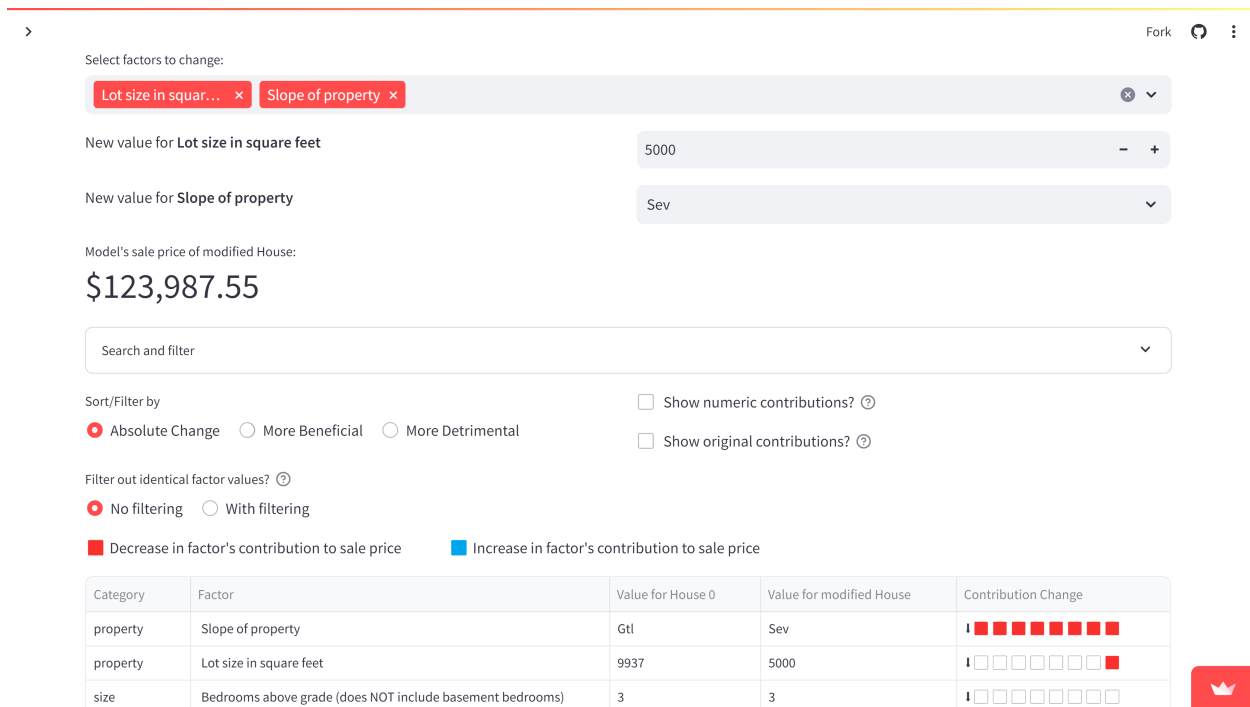 Fork
Select factors to change:
Lot size in squar... × Slope of property ×
New value for Lot size in square feet
5000 − +
New value for Slope of property
Sev
Model's sale price of modified House:
$123,987.55
Search and filter
Sort/Filter by
Absolute Change More Beneficial More Detrimental
Show numeric contributions? ?
Show original contributions? ?
Filter out identical factor values? ?
No filtering With filtering
Decrease in factor's contribution to sale price Increase in factor's contribution to sale price
Category Factor Value for House 0 Value for modified House Contribution Change
property Slope of property Gtl Sev ⬇🟥🟥🟥🟥🟥🟥🟥🟥
property Lot size in square feet 9937 5000 ⬇⬜⬜⬜⬜⬜⬜⬜🟥
size Bedrooms above grade (does NOT include basement bedrooms) 3 3 ⬇⬜⬜⬜⬜⬜⬜⬜⬜